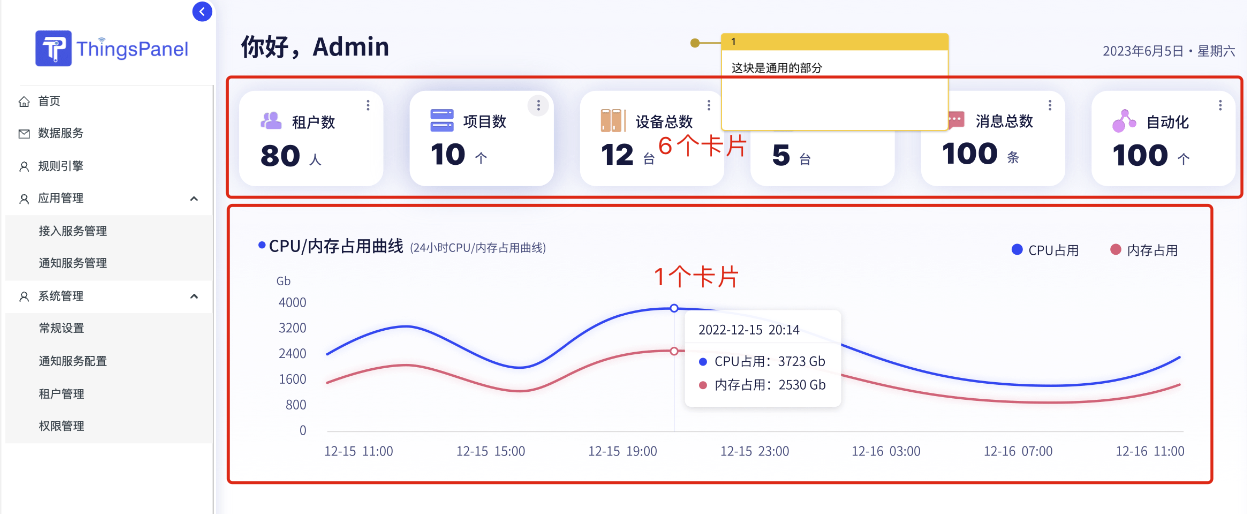 ThingsPanel
首页
数据服务
规则引擎
应用管理
接入服务管理
通知服务管理
系统管理
常规设置
通知服务配置
租户管理
权限管理
你好，Admin
1
这块是通用的部分
2023年6月5日·星期六
租户数
80 人
项目数
10 个
设备总数
12 台
6个卡片
5 台
消息总数
100 条
自动化
100 个
CPU/内存占用曲线 (24小时CPU/内存占用曲线)
CPU占用
内存占用
1个卡片
Gb
4000
3200
2400
1600
800
0
2022-12-15 20:14
CPU占用：3723 Gb
内存占用：2530 Gb
12-15 11:00
12-15 15:00
12-15 19:00
12-15 23:00
12-16 03:00
12-16 07:00
12-16 11:00